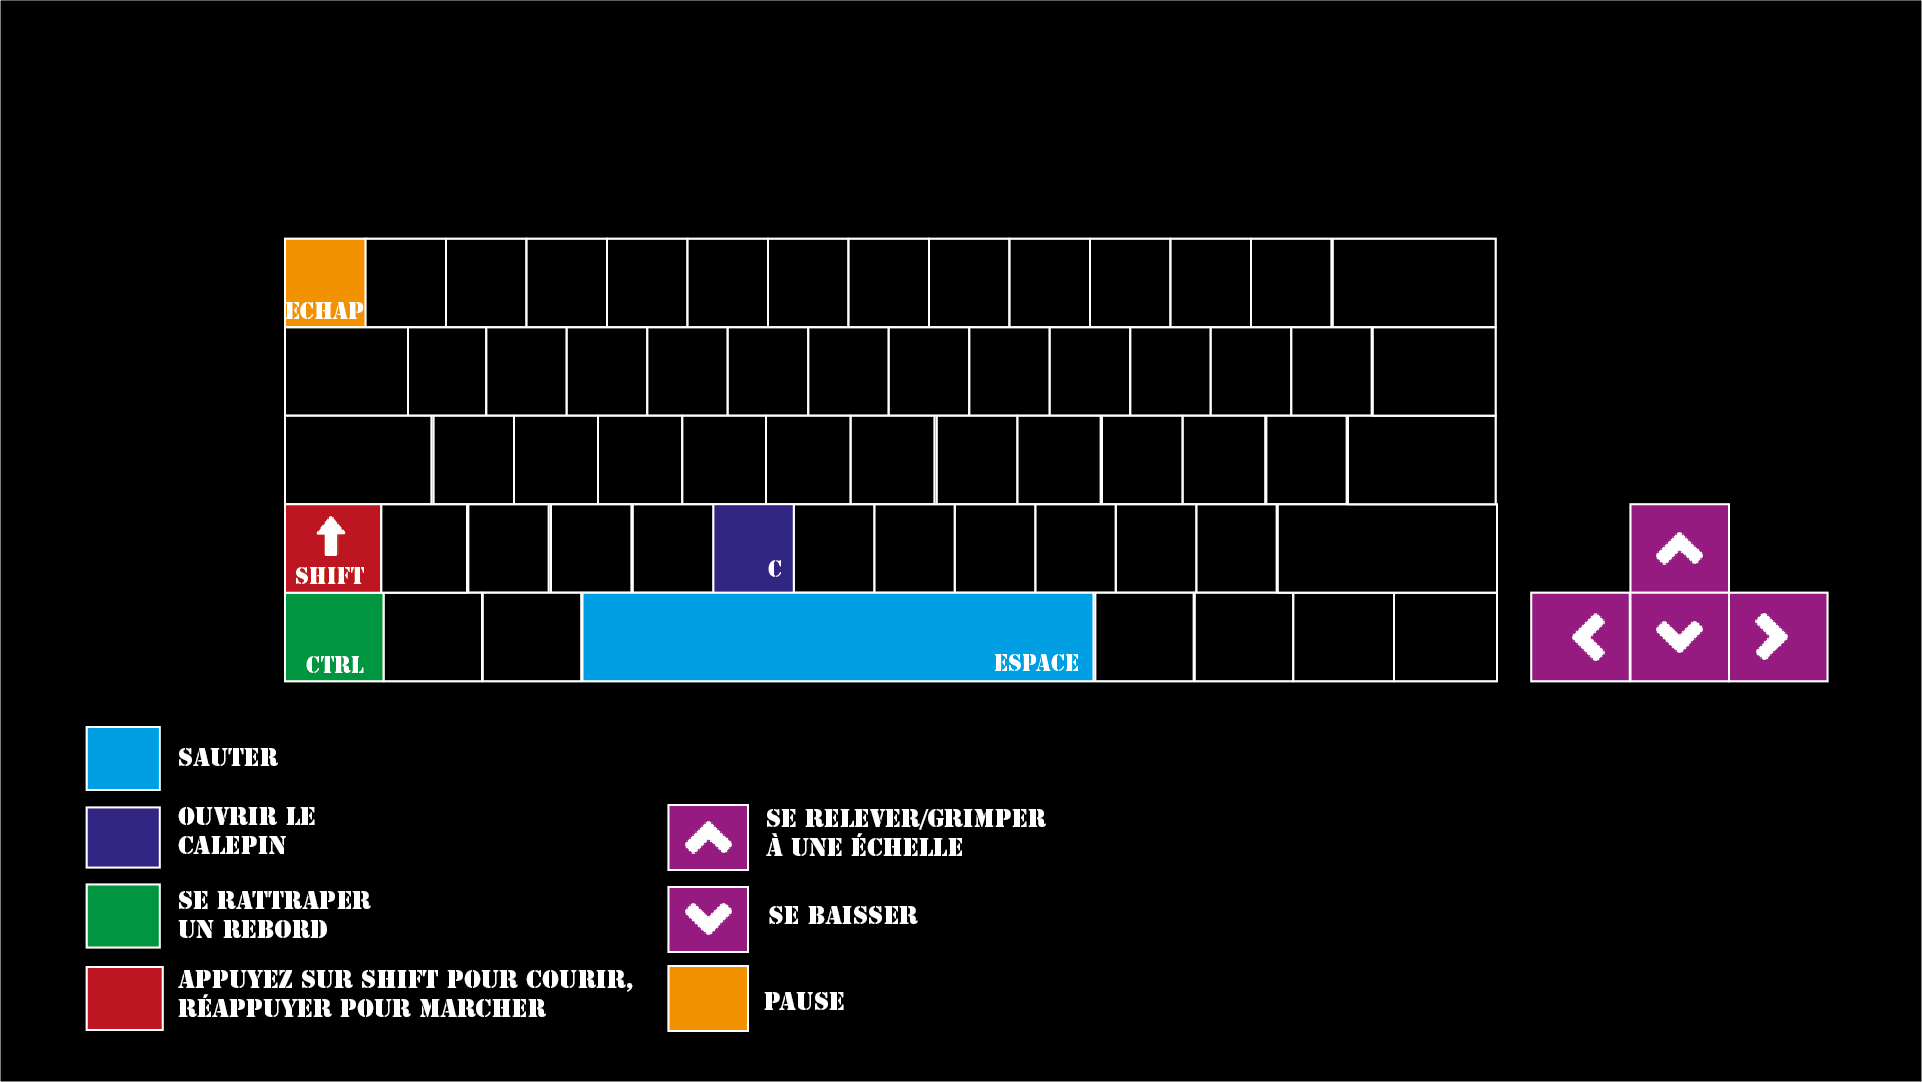 ECHAP
SHIFT
C
CTRL
ESPACE
SAUTER
OUVRIR LE
CALEPIN
SE RATTRAPER
UN REBORD
APPUYEZ SUR SHIFT POUR COURIR,
RÉAPPUYER POUR MARCHER
SE RELEVER/GRIMPER
À UNE ÉCHELLE
SE BAISSER
PAUSE